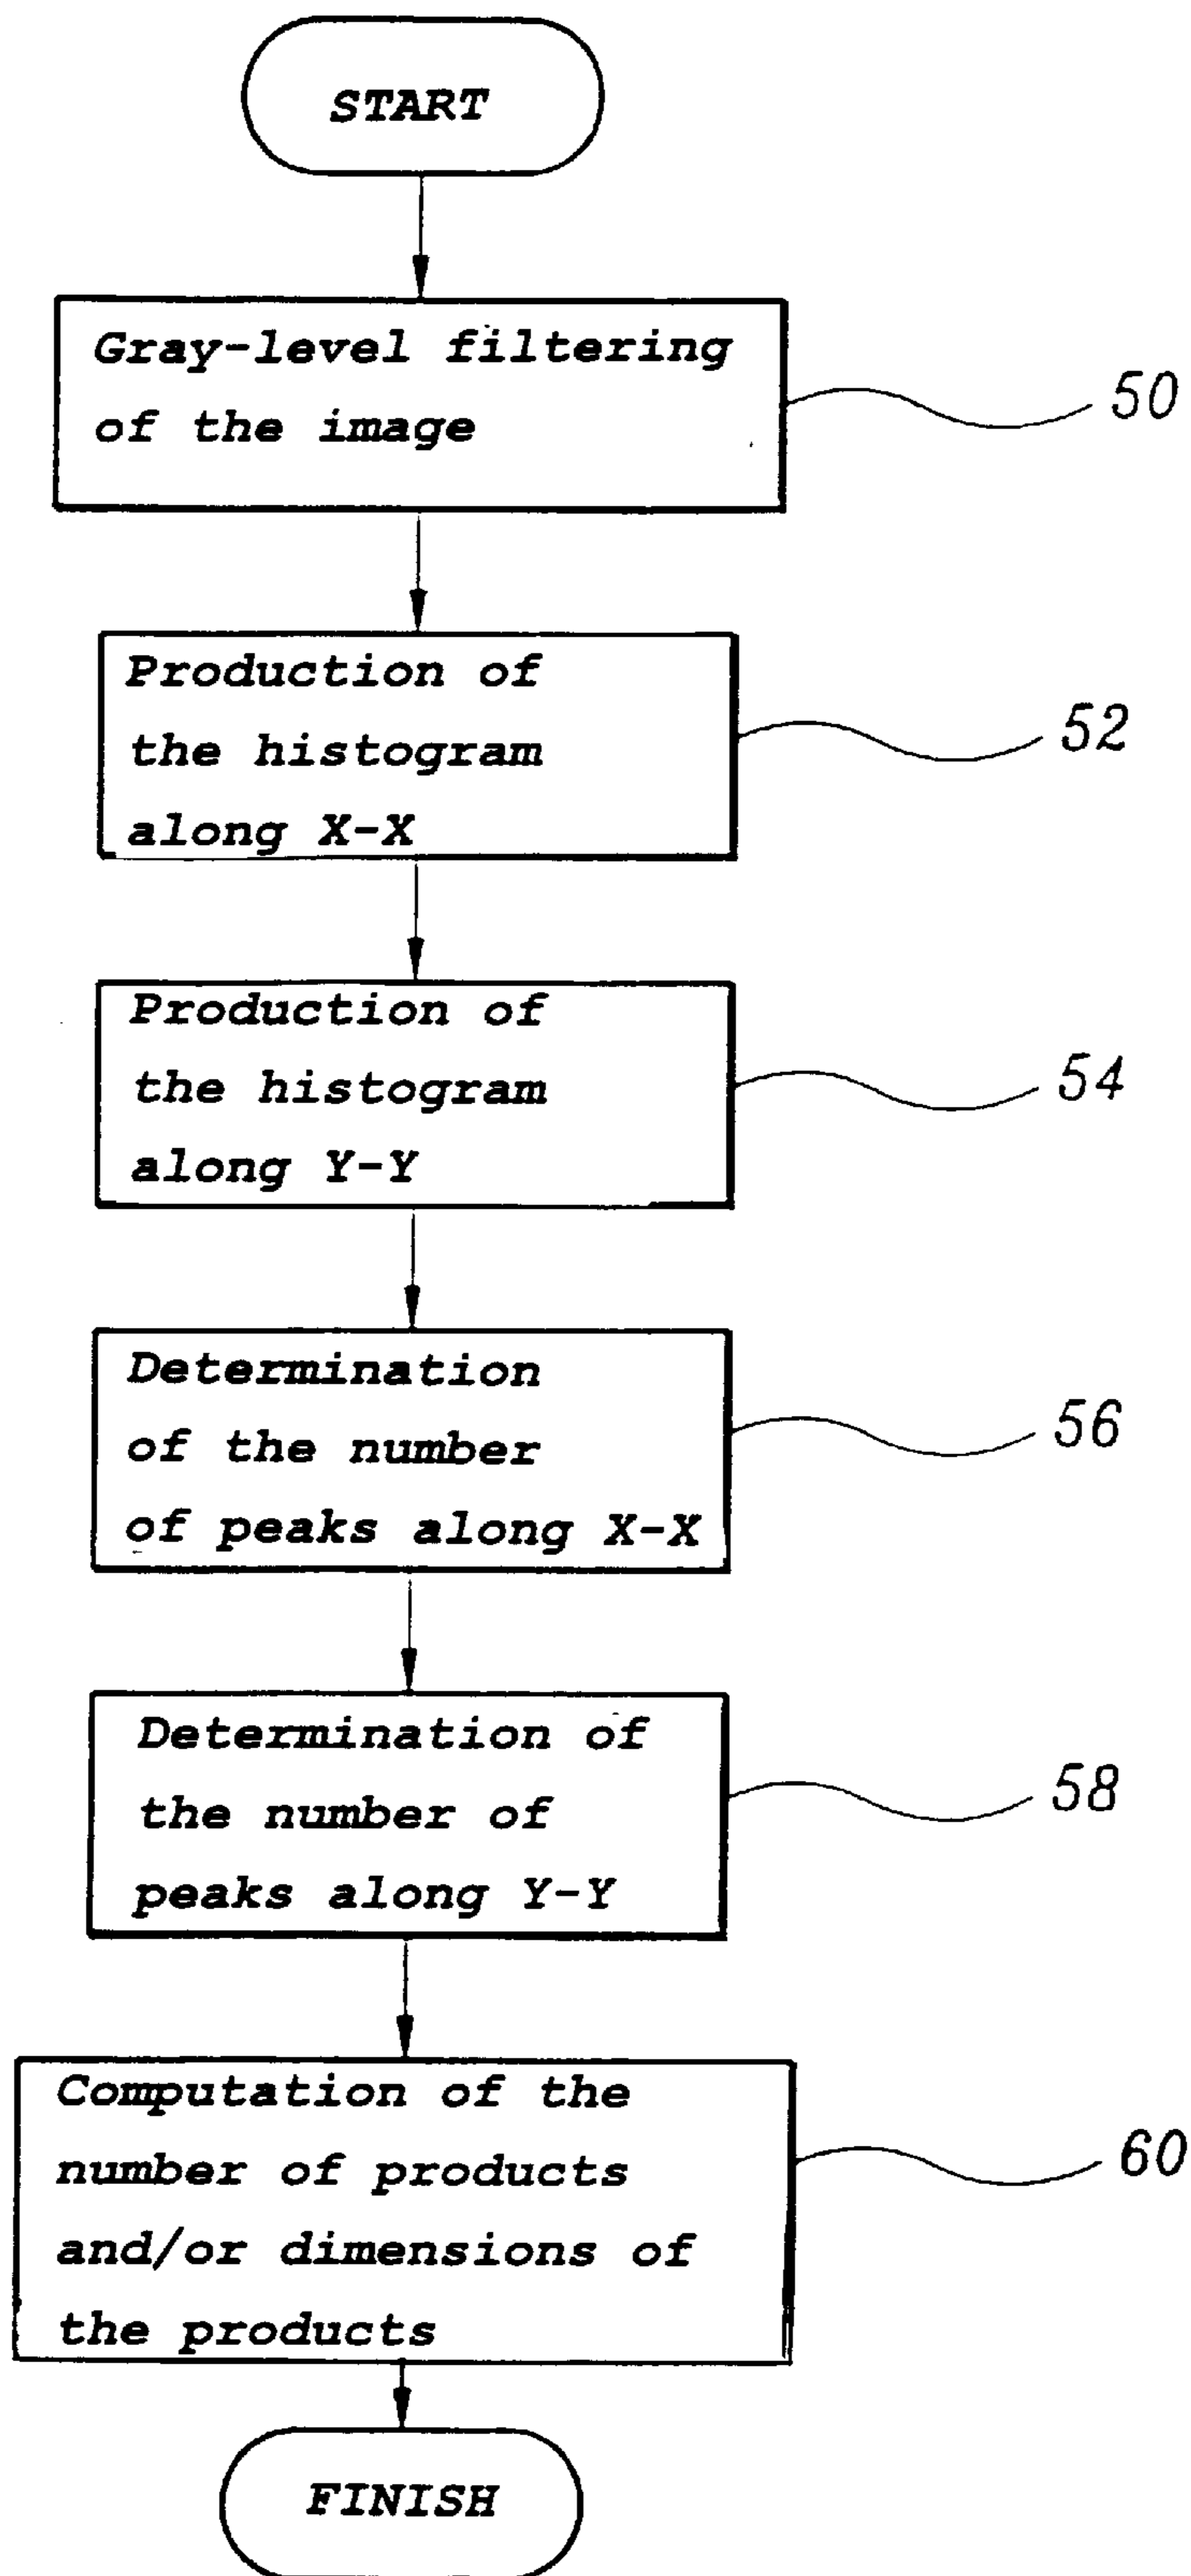 START
Gray-level filtering
of the image
50
Production of
the histogram
along X-X
52
Production of
the histogram
along Y-Y
54
Determination
of the number
of peaks along X-X
56
Determination of
the number of
peaks along Y-Y
58
Computation of the
number of products
and/or dimensions of
the products
60
FINISH